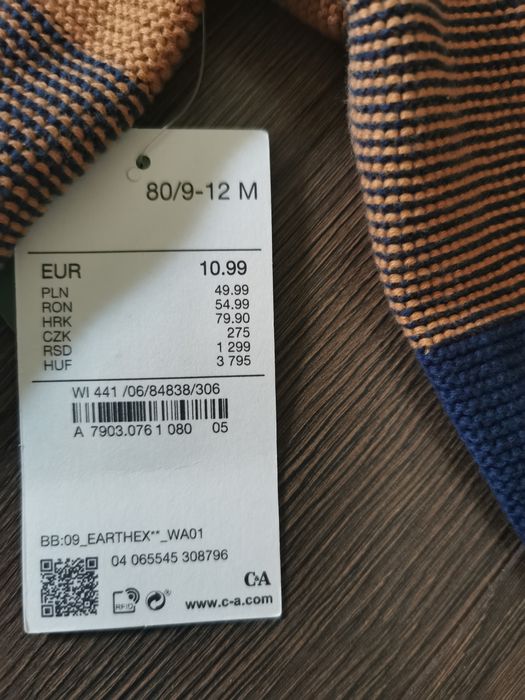 80/9-12 M
EUR 10.99
PLN 49.99
RON 54.99
HRK 79.90
CZK 275
RSD 1 299
HUF 3 795
WI 441 /06/84838/306
A 7903.076 1 080 05
BB:09_EARTHEX**_WA01
04 065545 308796
C&A
RFID
www.c-a.com